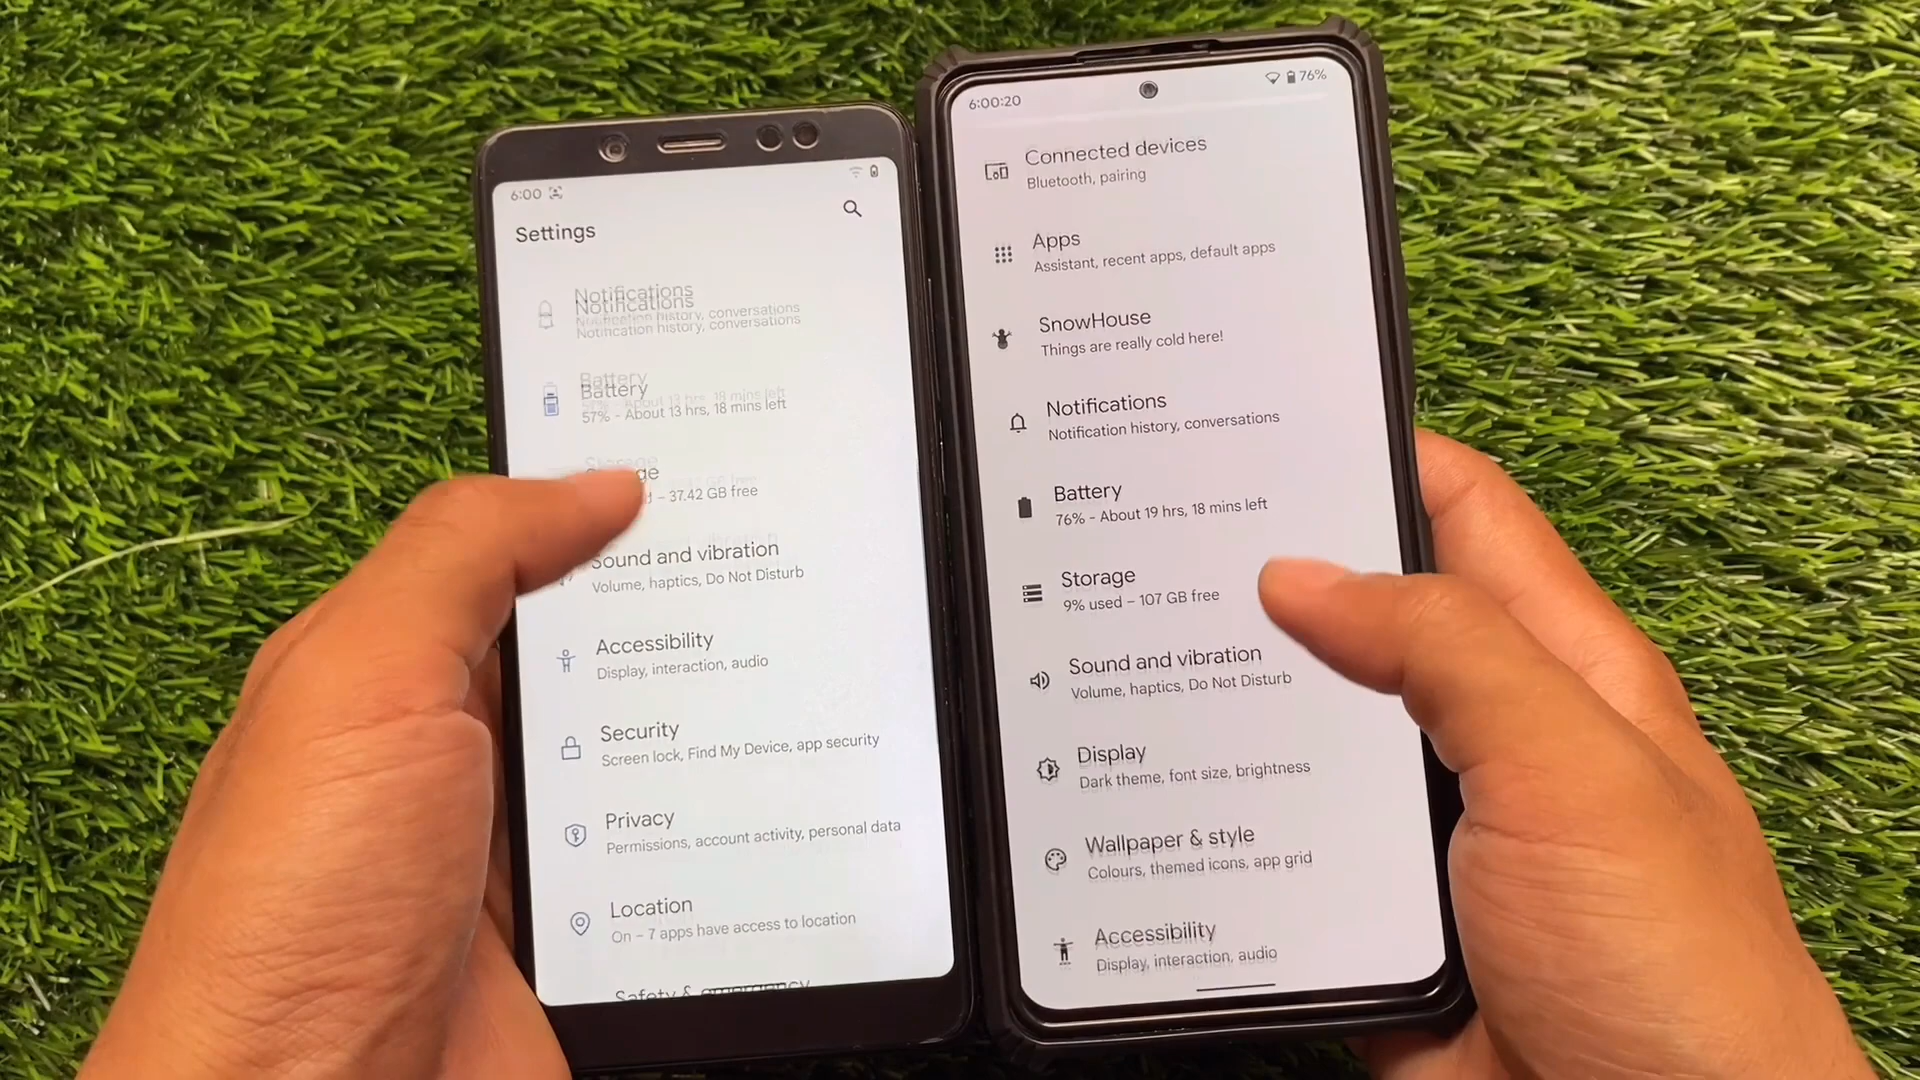 6:00
Settings
Notifications
Notification history, conversations
Battery
57% - About 13 hrs, 18 mins left
– 37.42 GB free
Sound and vibration
Volume, haptics, Do Not Disturb
Accessibility
Display, interaction, audio
Security
Screen lock, Find My Device, app security
Privacy
Permissions, account activity, personal data
Location
On – 7 apps have access to location
Safety & emergency
6:00:20
76%
Connected devices
Bluetooth, pairing
Apps
Assistant, recent apps, default apps
SnowHouse
Things are really cold here!
Notifications
Notification history, conversations
Battery
76% - About 19 hrs, 18 mins left
Storage
9% used – 107 GB free
Sound and vibration
Volume, haptics, Do Not Disturb
Display
Dark theme, font size, brightness
Wallpaper & style
Colours, themed icons, app grid
Accessibility
Display, interaction, audio